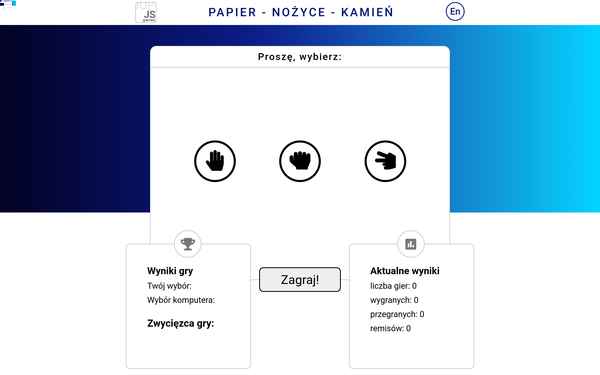 JS
PAPIER - NOŻYCE - KAMIEŃ
En
Proszę, wybierz:
Wyniki gry
Twój wybór:
Wybór komputera:
Zwycięzca gry:
Zagraj!
Aktualne wyniki
liczba gier: 0
wygranych: 0
przegranych: 0
remisów: 0